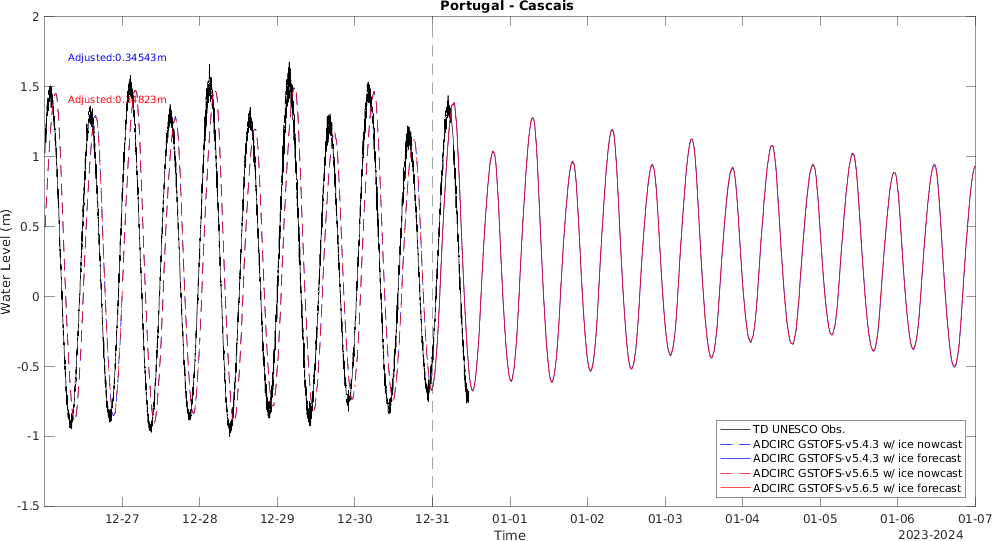 Portugal - Cascais
2
1.5
1
0.5
0
-0.5
-1
-1.5
Water Level (m)
Adjusted:0.34543m
12-27
12-28
12-29
12-30
12-31
01-01
01-02
01-03
01-04
01-05
01-06
01-07
Time
2023-2024
TD UNESCO Obs.
ADCIRC GSTOFS-v5.4.3 w/ ice nowcast
ADCIRC GSTOFS-v5.4.3 w/ ice forecast
ADCIRC GSTOFS-v5.6.5 w/ ice nowcast
ADCIRC GSTOFS-v5.6.5 w/ ice forecast